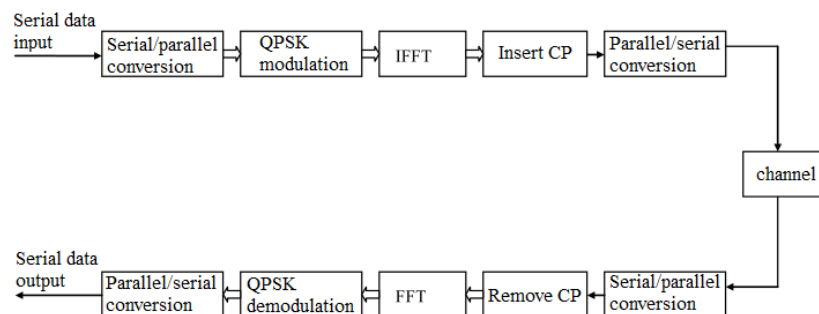 Serial data
input
Serial/parallel
conversion
QPSK
modulation
IFFT
Insert CP
Parallel/serial
conversion
channel
Serial data
output
Parallel/serial
conversion
QPSK
demodulation
FFT
Remove CP
Serial/parallel
conversion